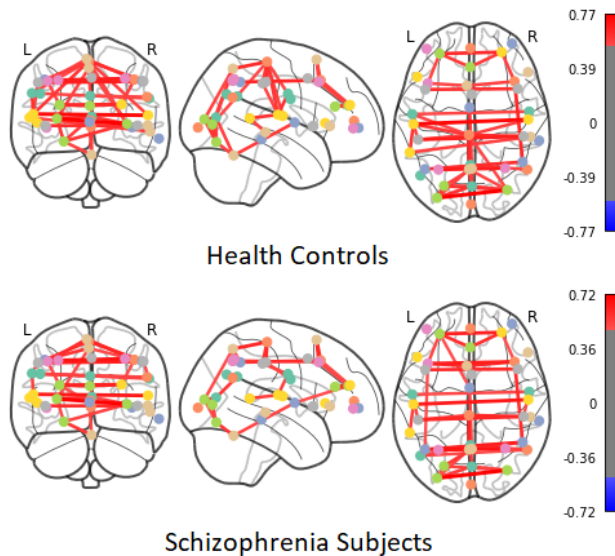 L R L R 0.77
0.39
0
-0.39
-0.77
Health Controls
L R L R 0.72
0.36
0
-0.36
-0.72
Schizophrenia Subjects